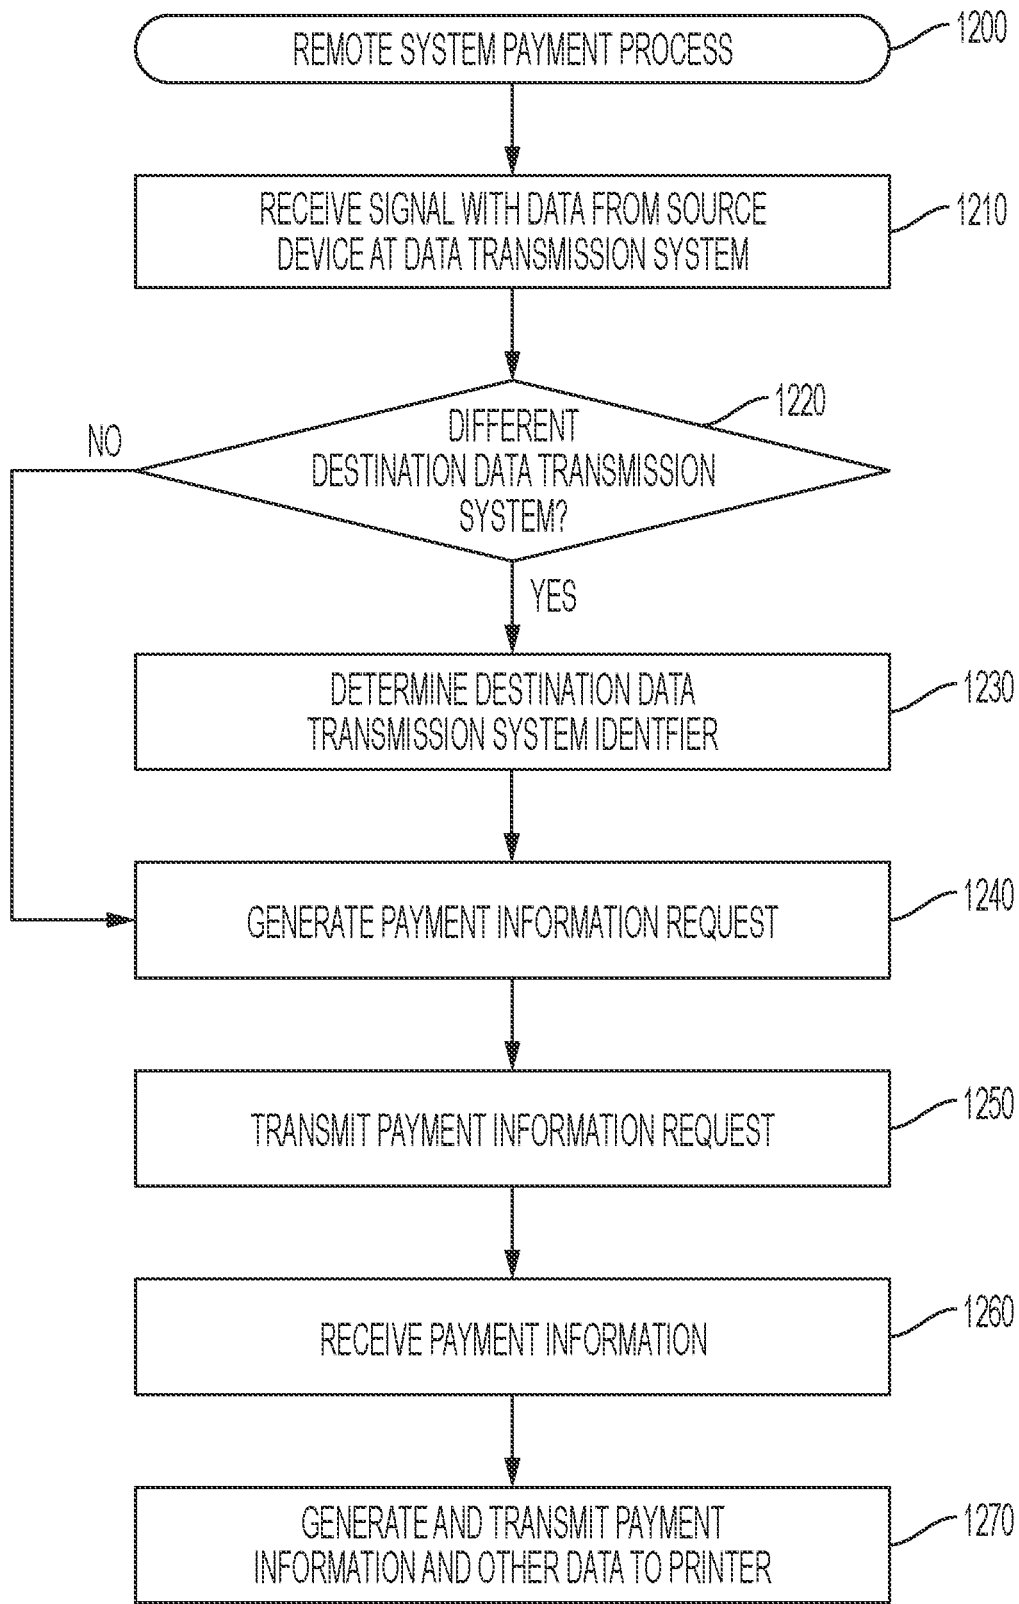 REMOTE SYSTEM PAYMENT PROCESS
1200
RECEIVE SIGNAL WITH DATA FROM SOURCE
DEVICE AT DATA TRANSMISSION SYSTEM
1210
DIFFERENT
DESTINATION DATA TRANSMISSION
SYSTEM?
1220
NO
YES
DETERMINE DESTINATION DATA
TRANSMISSION SYSTEM IDENTFIER
1230
GENERATE PAYMENT INFORMATION REQUEST
1240
TRANSMIT PAYMENT INFORMATION REQUEST
1250
RECEIVE PAYMENT INFORMATION
1260
GENERATE AND TRANSMIT PAYMENT
INFORMATION AND OTHER DATA TO PRINTER
1270